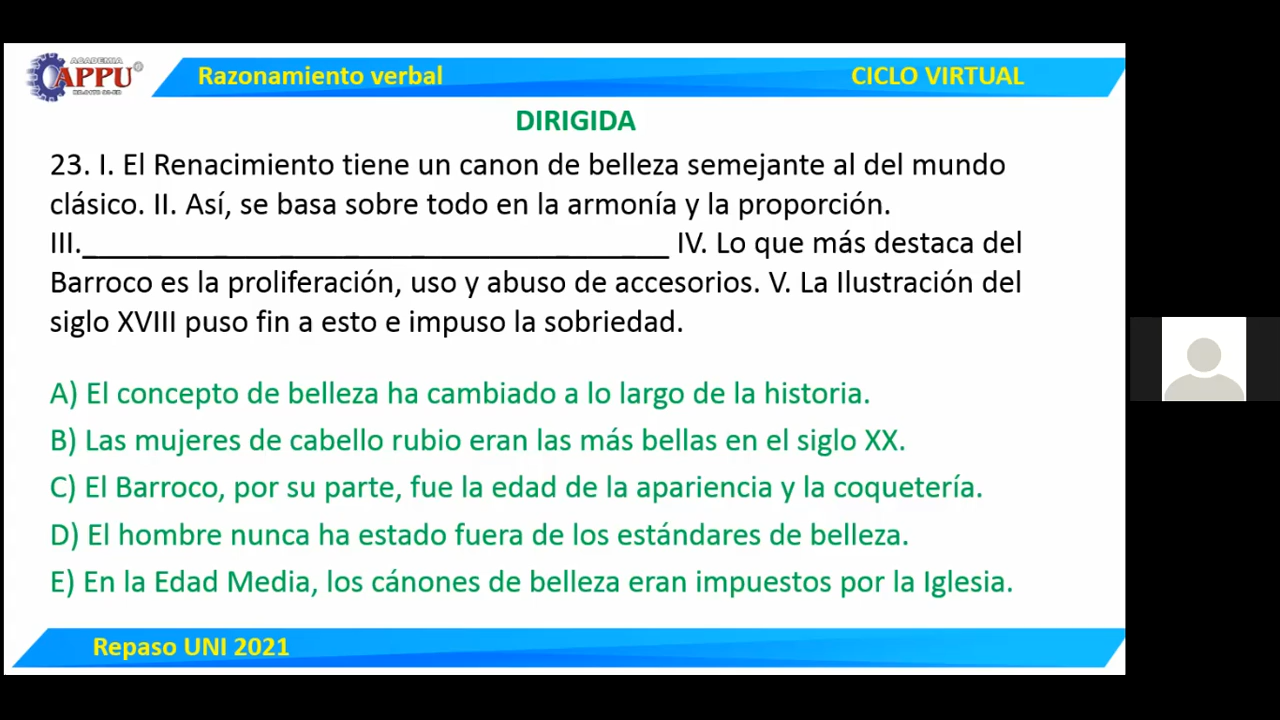 ACADEMIA
APPU
Razonamiento verbal
CICLO VIRTUAL
DIRIGIDA
23. I. El Renacimiento tiene un canon de belleza semejante al del mundo
clásico. II. Así, se basa sobre todo en la armonía y la proporción.
III.___________________________________ IV. Lo que más destaca del
Barroco es la proliferación, uso y abuso de accesorios. V. La Ilustración del
siglo XVIII puso fin a esto e impuso la sobriedad.
A) El concepto de belleza ha cambiado a lo largo de la historia.
B) Las mujeres de cabello rubio eran las más bellas en el siglo XX.
C) El Barroco, por su parte, fue la edad de la apariencia y la coquetería.
D) El hombre nunca ha estado fuera de los estándares de belleza.
E) En la Edad Media, los cánones de belleza eran impuestos por la Iglesia.
Repaso UNI 2021